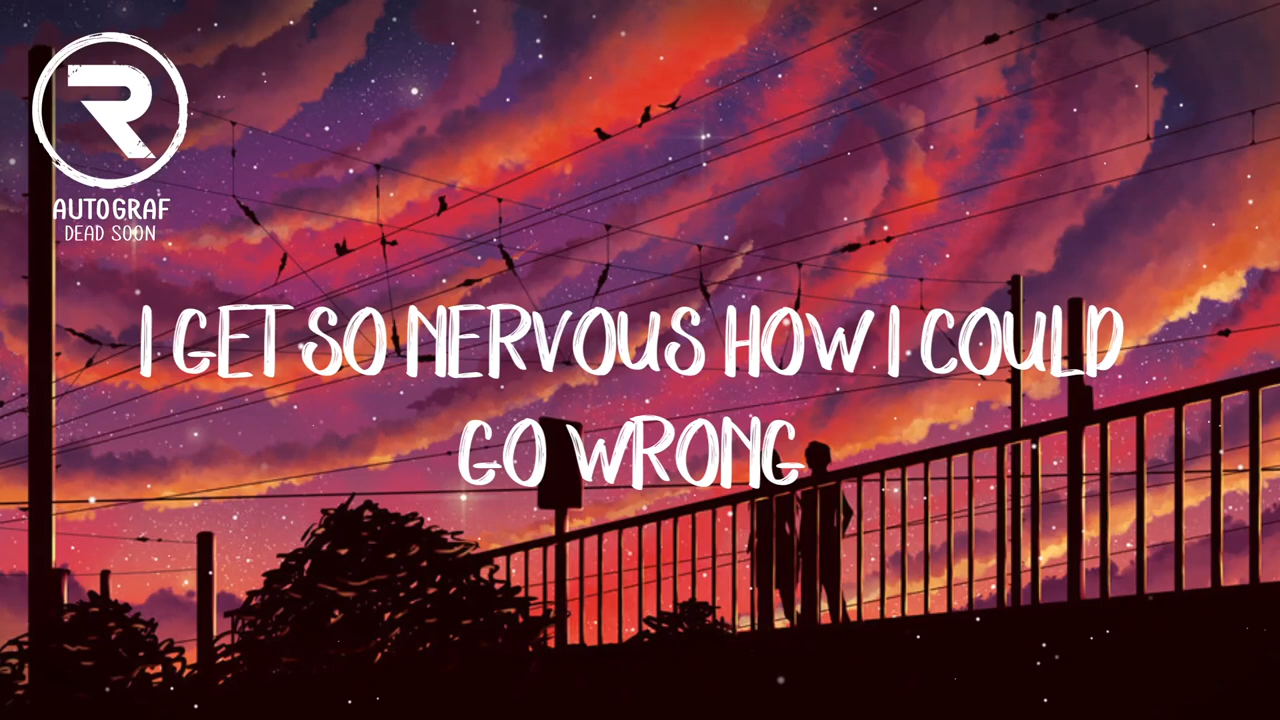 R
AUTOGRAF
DEAD SOON
I GET SO NERVOUS HOW I COULD
GO WRONG